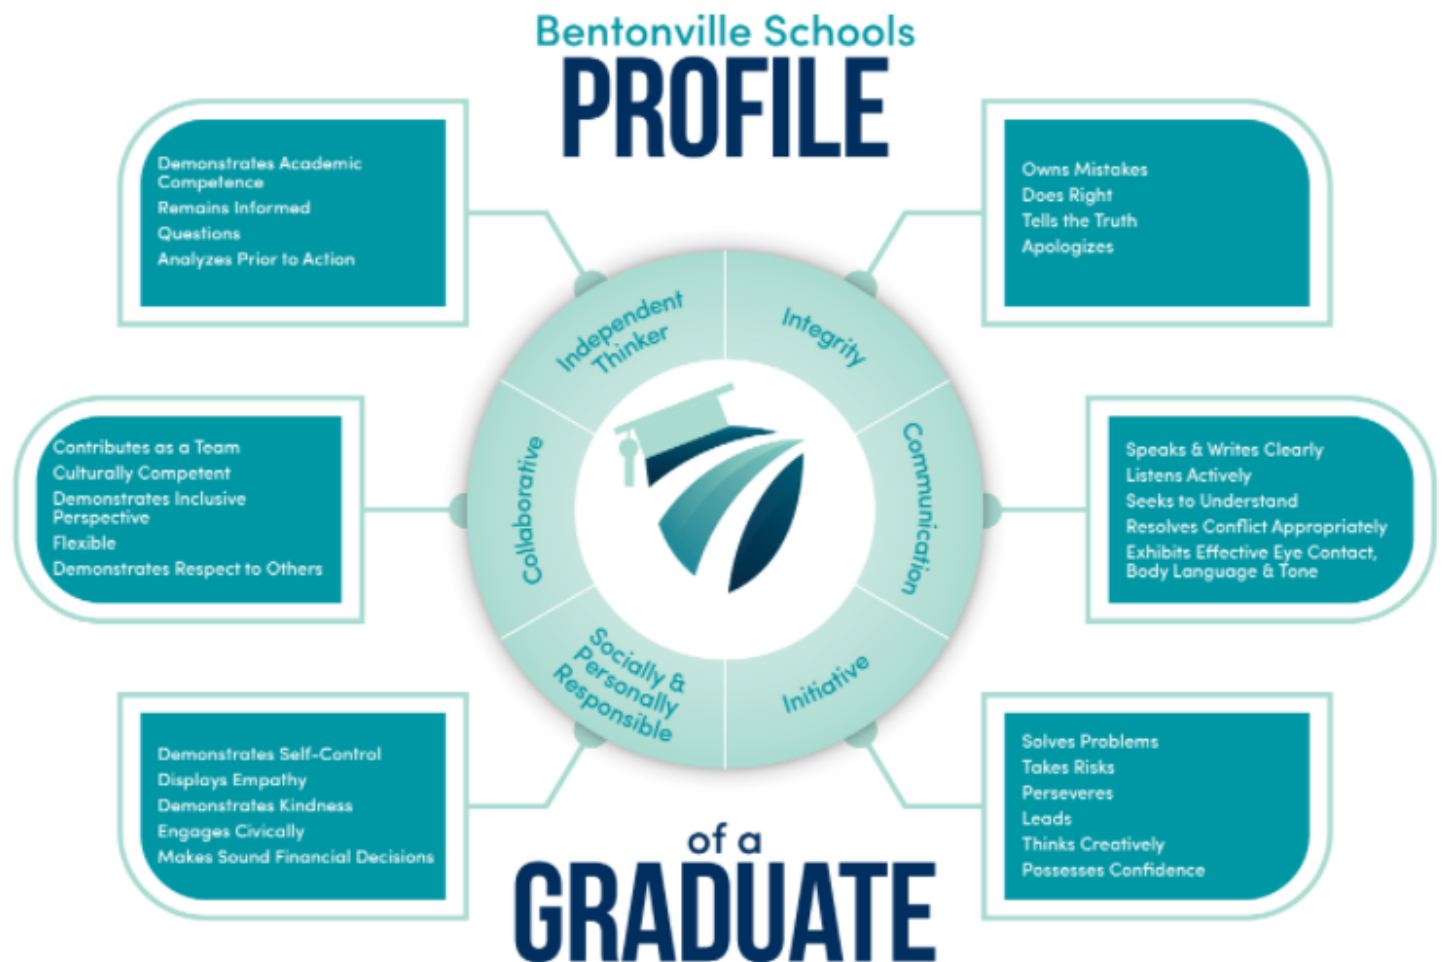 Bentonville Schools
PROFILE
Demonstrates Academic
Competence
Remains Informed
Questions
Analyzes Prior to Action
Owns Mistakes
Does Right
Tells the Truth
Apologizes
Independent
Thinker
Integrity
Contributes as a Team
Culturally Competent
Demonstrates Inclusive
Perspective
Flexible
Demonstrates Respect to Others
Collaborative
Communication
Speaks & Writes Clearly
Listens Actively
Seeks to Understand
Resolves Conflict Appropriately
Exhibits Effective Eye Contact,
Body Language & Tone
Socially &
Personally
Responsible
Initiative
Demonstrates Self-Control
Displays Empathy
Demonstrates Kindness
Engages Civically
Makes Sound Financial Decisions
Solves Problems
Takes Risks
Perseveres
Leads
Thinks Creatively
Possesses Confidence
of a
GRADUATE